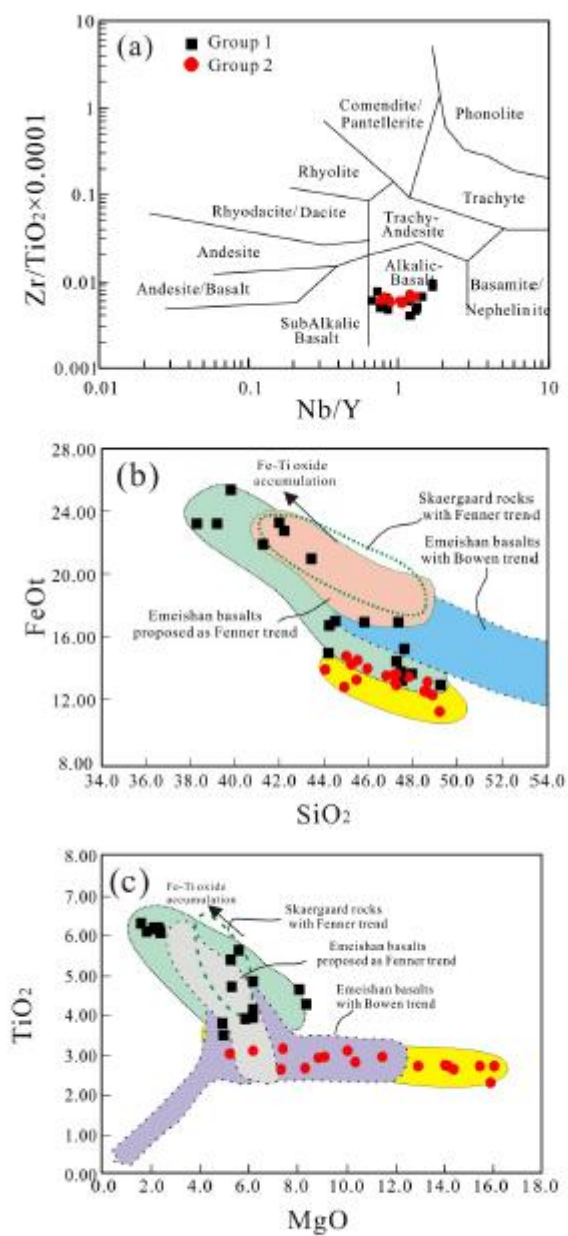 (a)
Group 1
Group 2
Comendite/
Pantellerite
Phonolite
Rhyolite
Trachyte
Rhyodacite/Dacite
Trachy-
Andesite
Andesite
Alkalic-
Basalt
Andesite/Basalt
Basamite/
Nephelinite
SubAlkalic
Basalt
Zr/TiO₂×0.0001
10
1
0.1
0.01
0.001
0.01
0.1
1
10
Nb/Y
(b)
Fe-Ti oxide
accumulation
Skaergaard rocks
with Fenner trend
Emeishan basalts
with Bowen trend
Emeishan basalts
proposed as Fenner trend
FeOt
28.00
24.00
20.00
16.00
12.00
8.00
34.0 36.0 38.0 40.0 42.0 44.0 46.0 48.0 50.0 52.0 54.0
SiO₂
(c)
Fe-Ti oxide
accumulation
Skaergaard rocks
with Fenner trend
Emeishan basalts
proposed as Fenner trend
Emeishan basalts
with Bowen trend
TiO₂
8.00
7.00
6.00
5.00
4.00
3.00
2.00
1.00
0.00
0.0 2.0 4.0 6.0 8.0 10.0 12.0 14.0 16.0 18.0
MgO